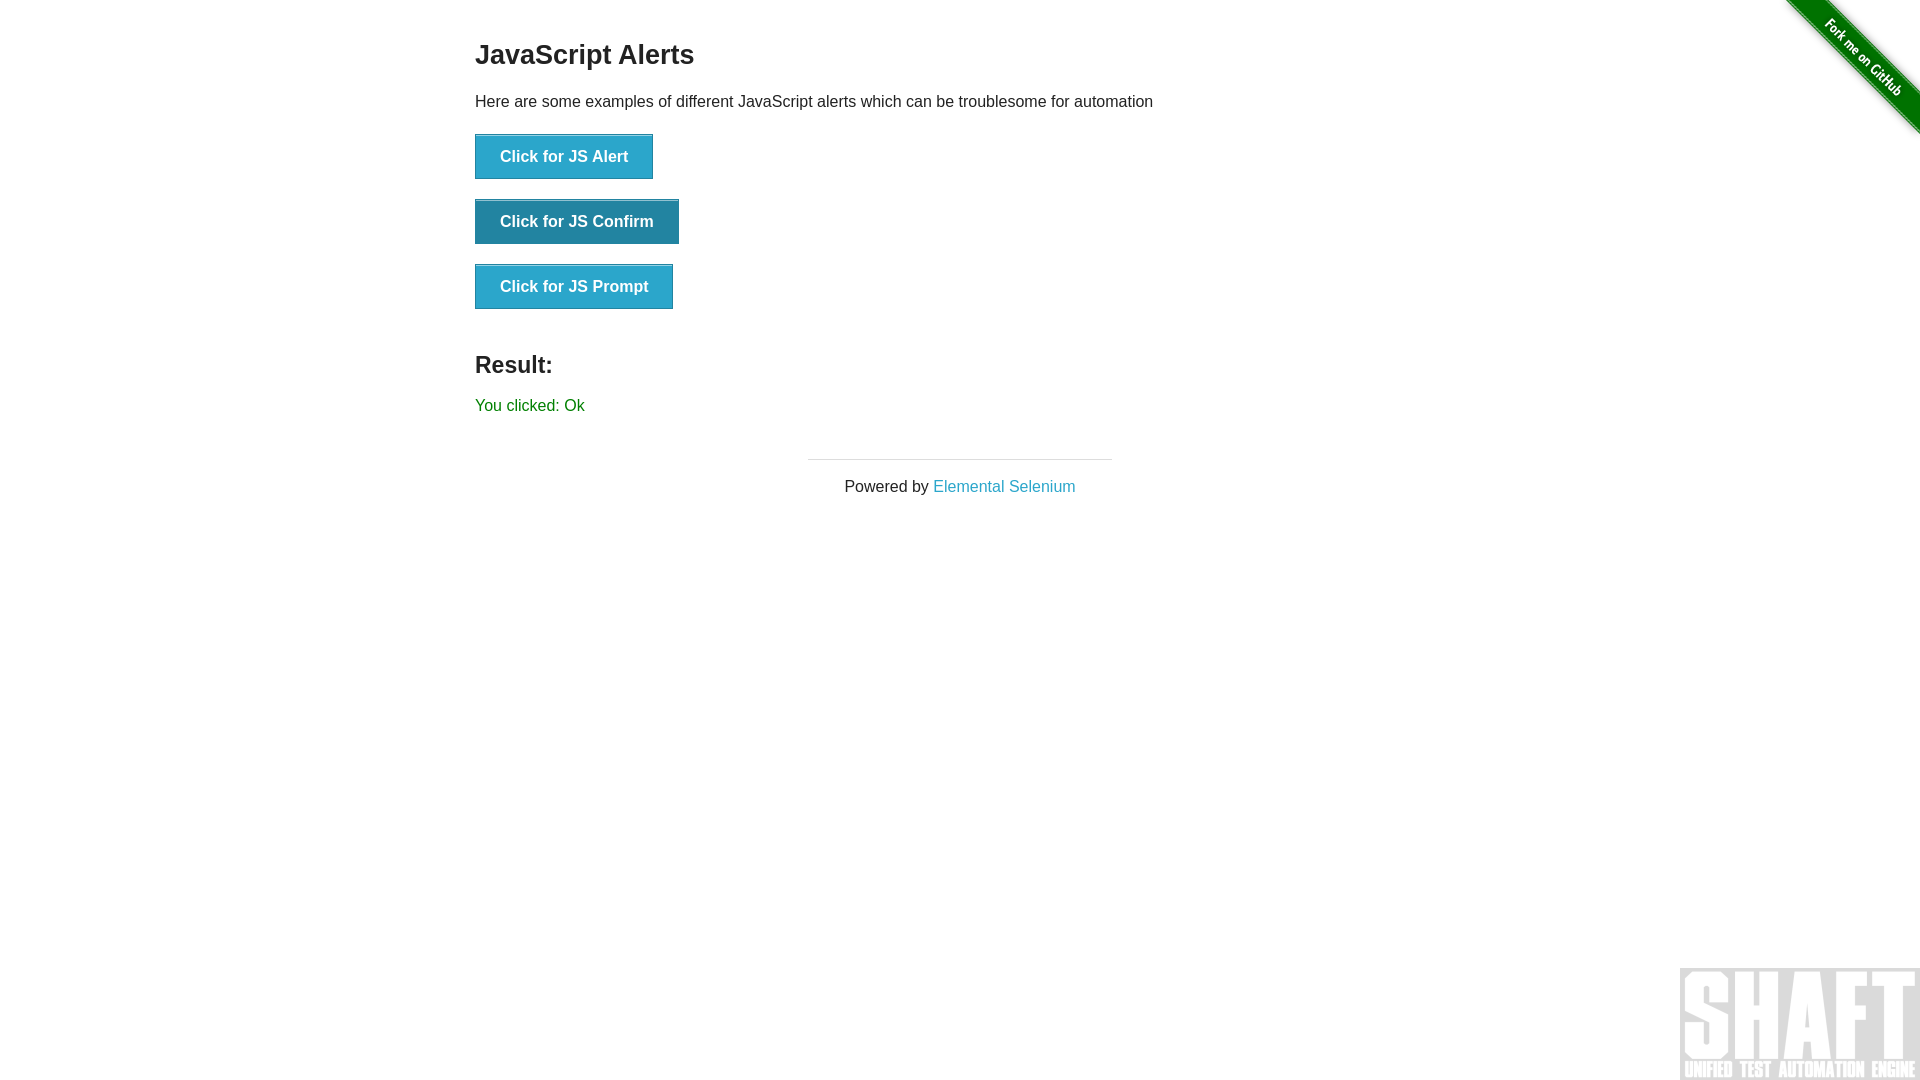 JavaScript Alerts
Fork me on GitHub
Here are some examples of different JavaScript alerts which can be troublesome for automation
Click for JS Alert
Click for JS Confirm
Click for JS Prompt
Result:
You clicked: Ok
Powered by Elemental Selenium
SHAFT
UNIFIED TEST AUTOMATION ENGINE